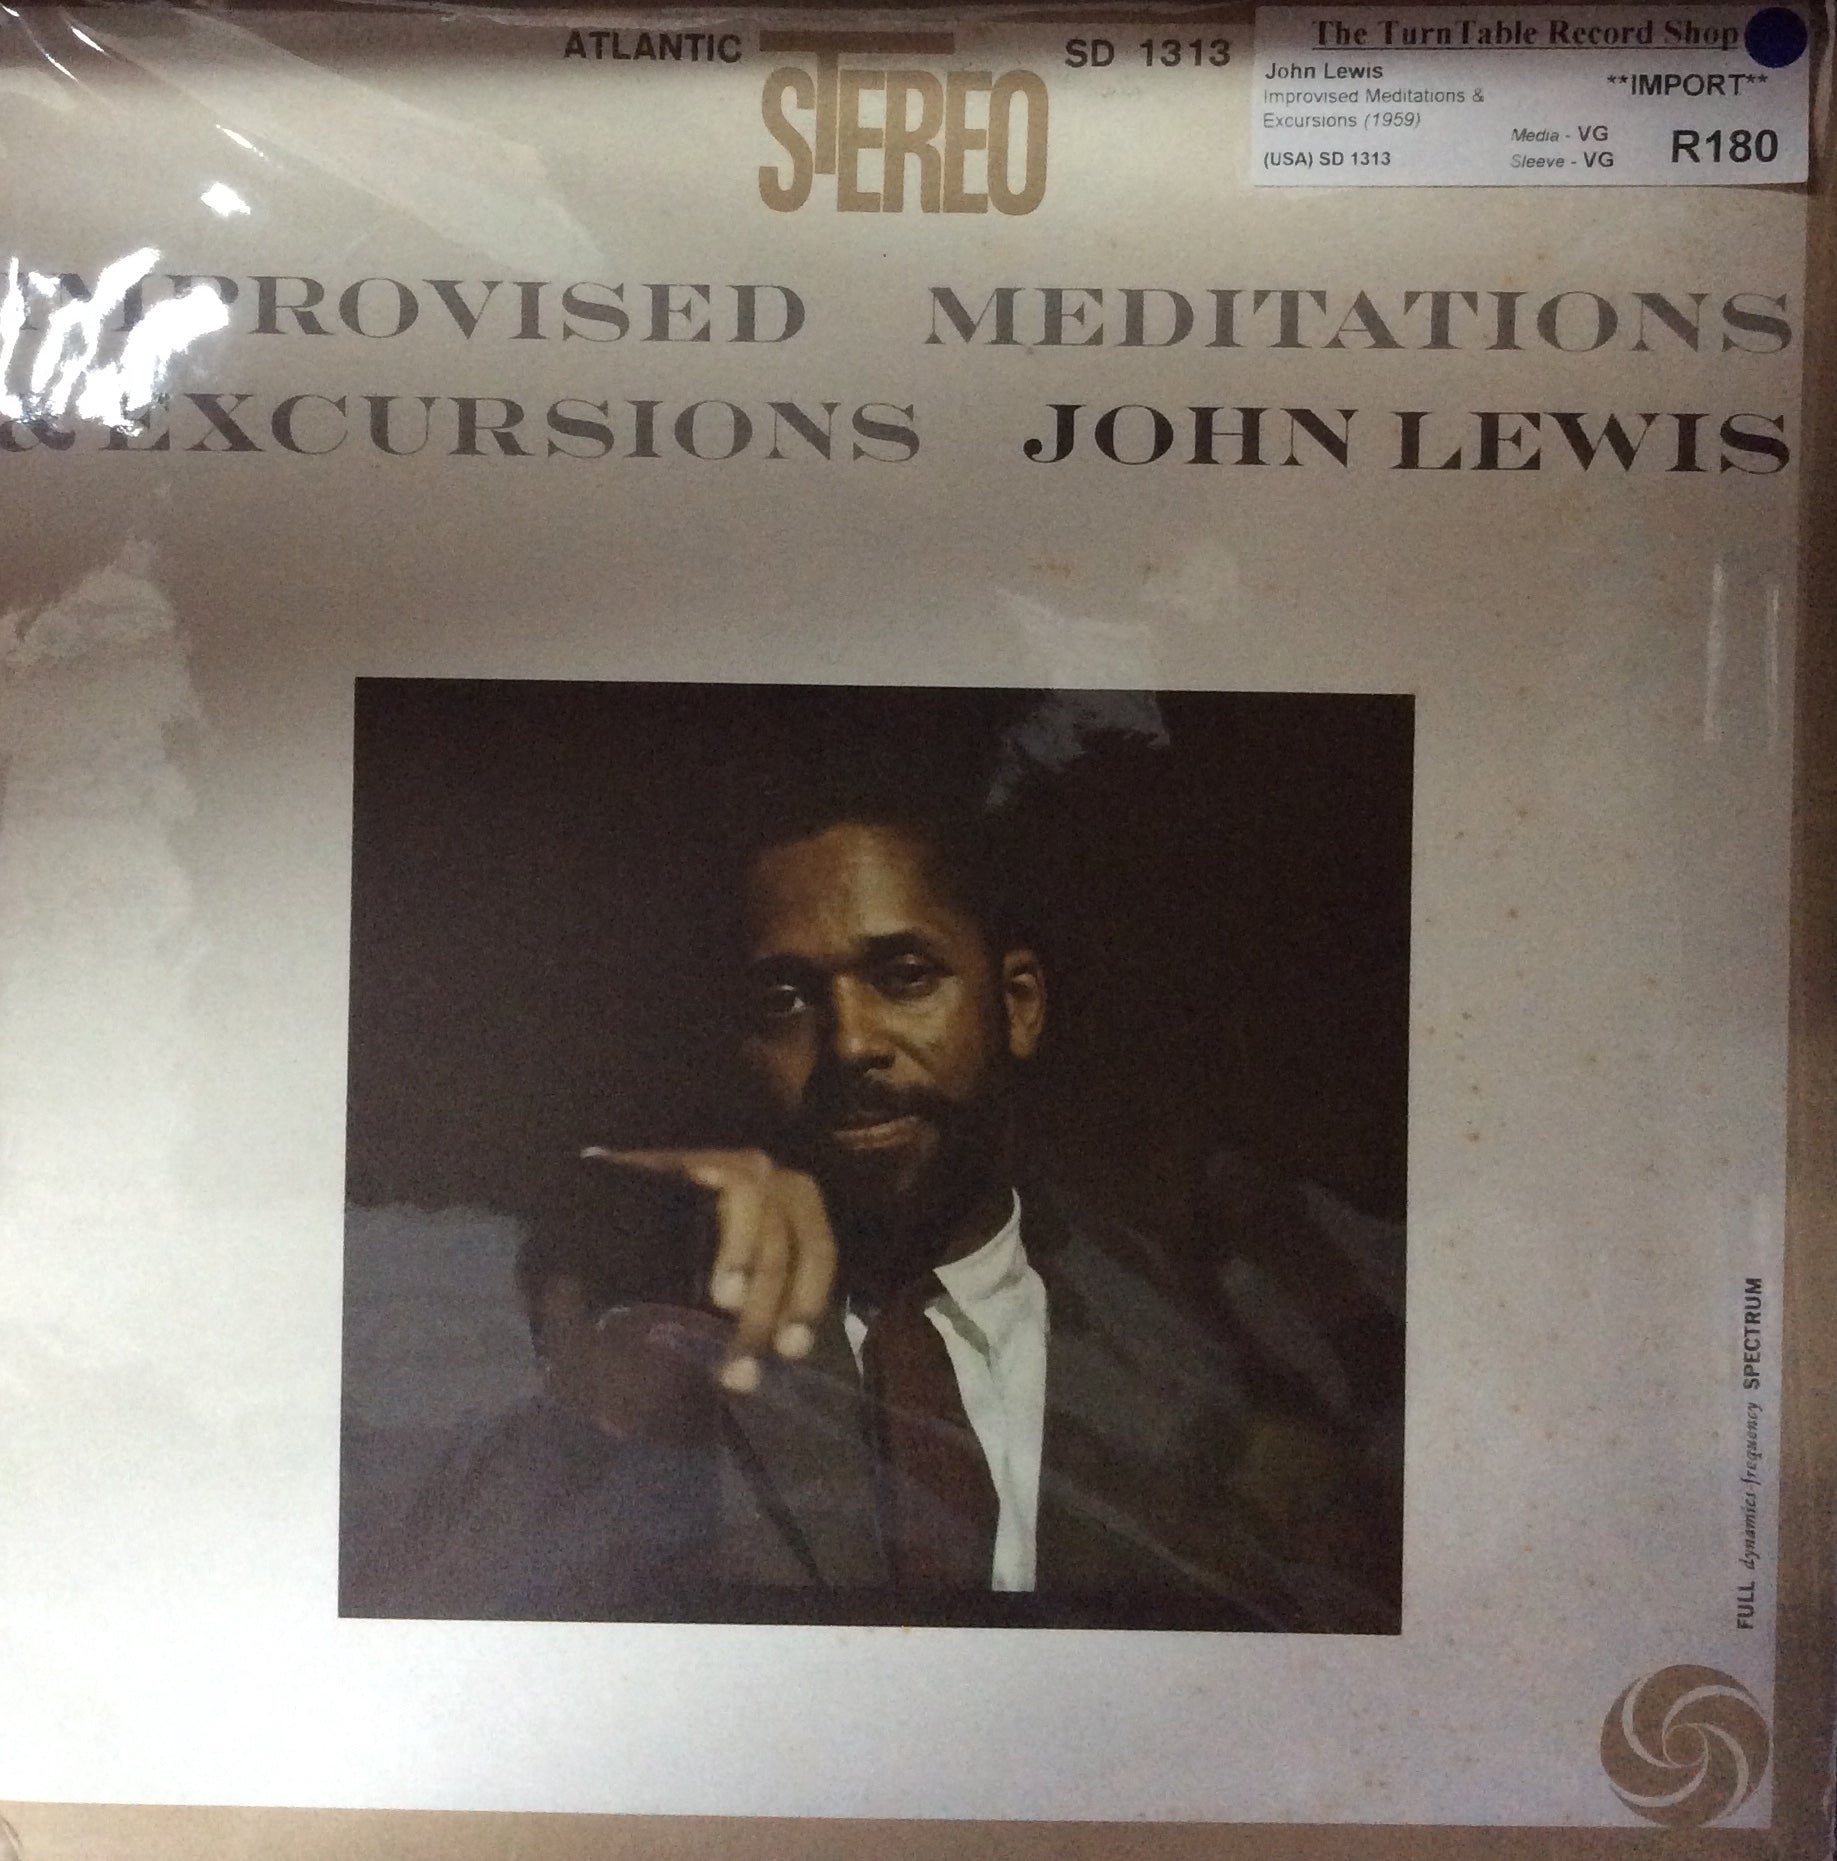 ATLANTIC STEREO SD 1313
The TurnTable Record Shop
John Lewis
**IMPORT**
Improvised Meditations &
Excursions (1959)
Media - VG
(USA) SD 1313
Sleeve - VG
R180
IMPROVISED MEDITATIONS
& EXCURSIONS JOHN LEWIS
FULL dynamics-frequency SPECTRUM